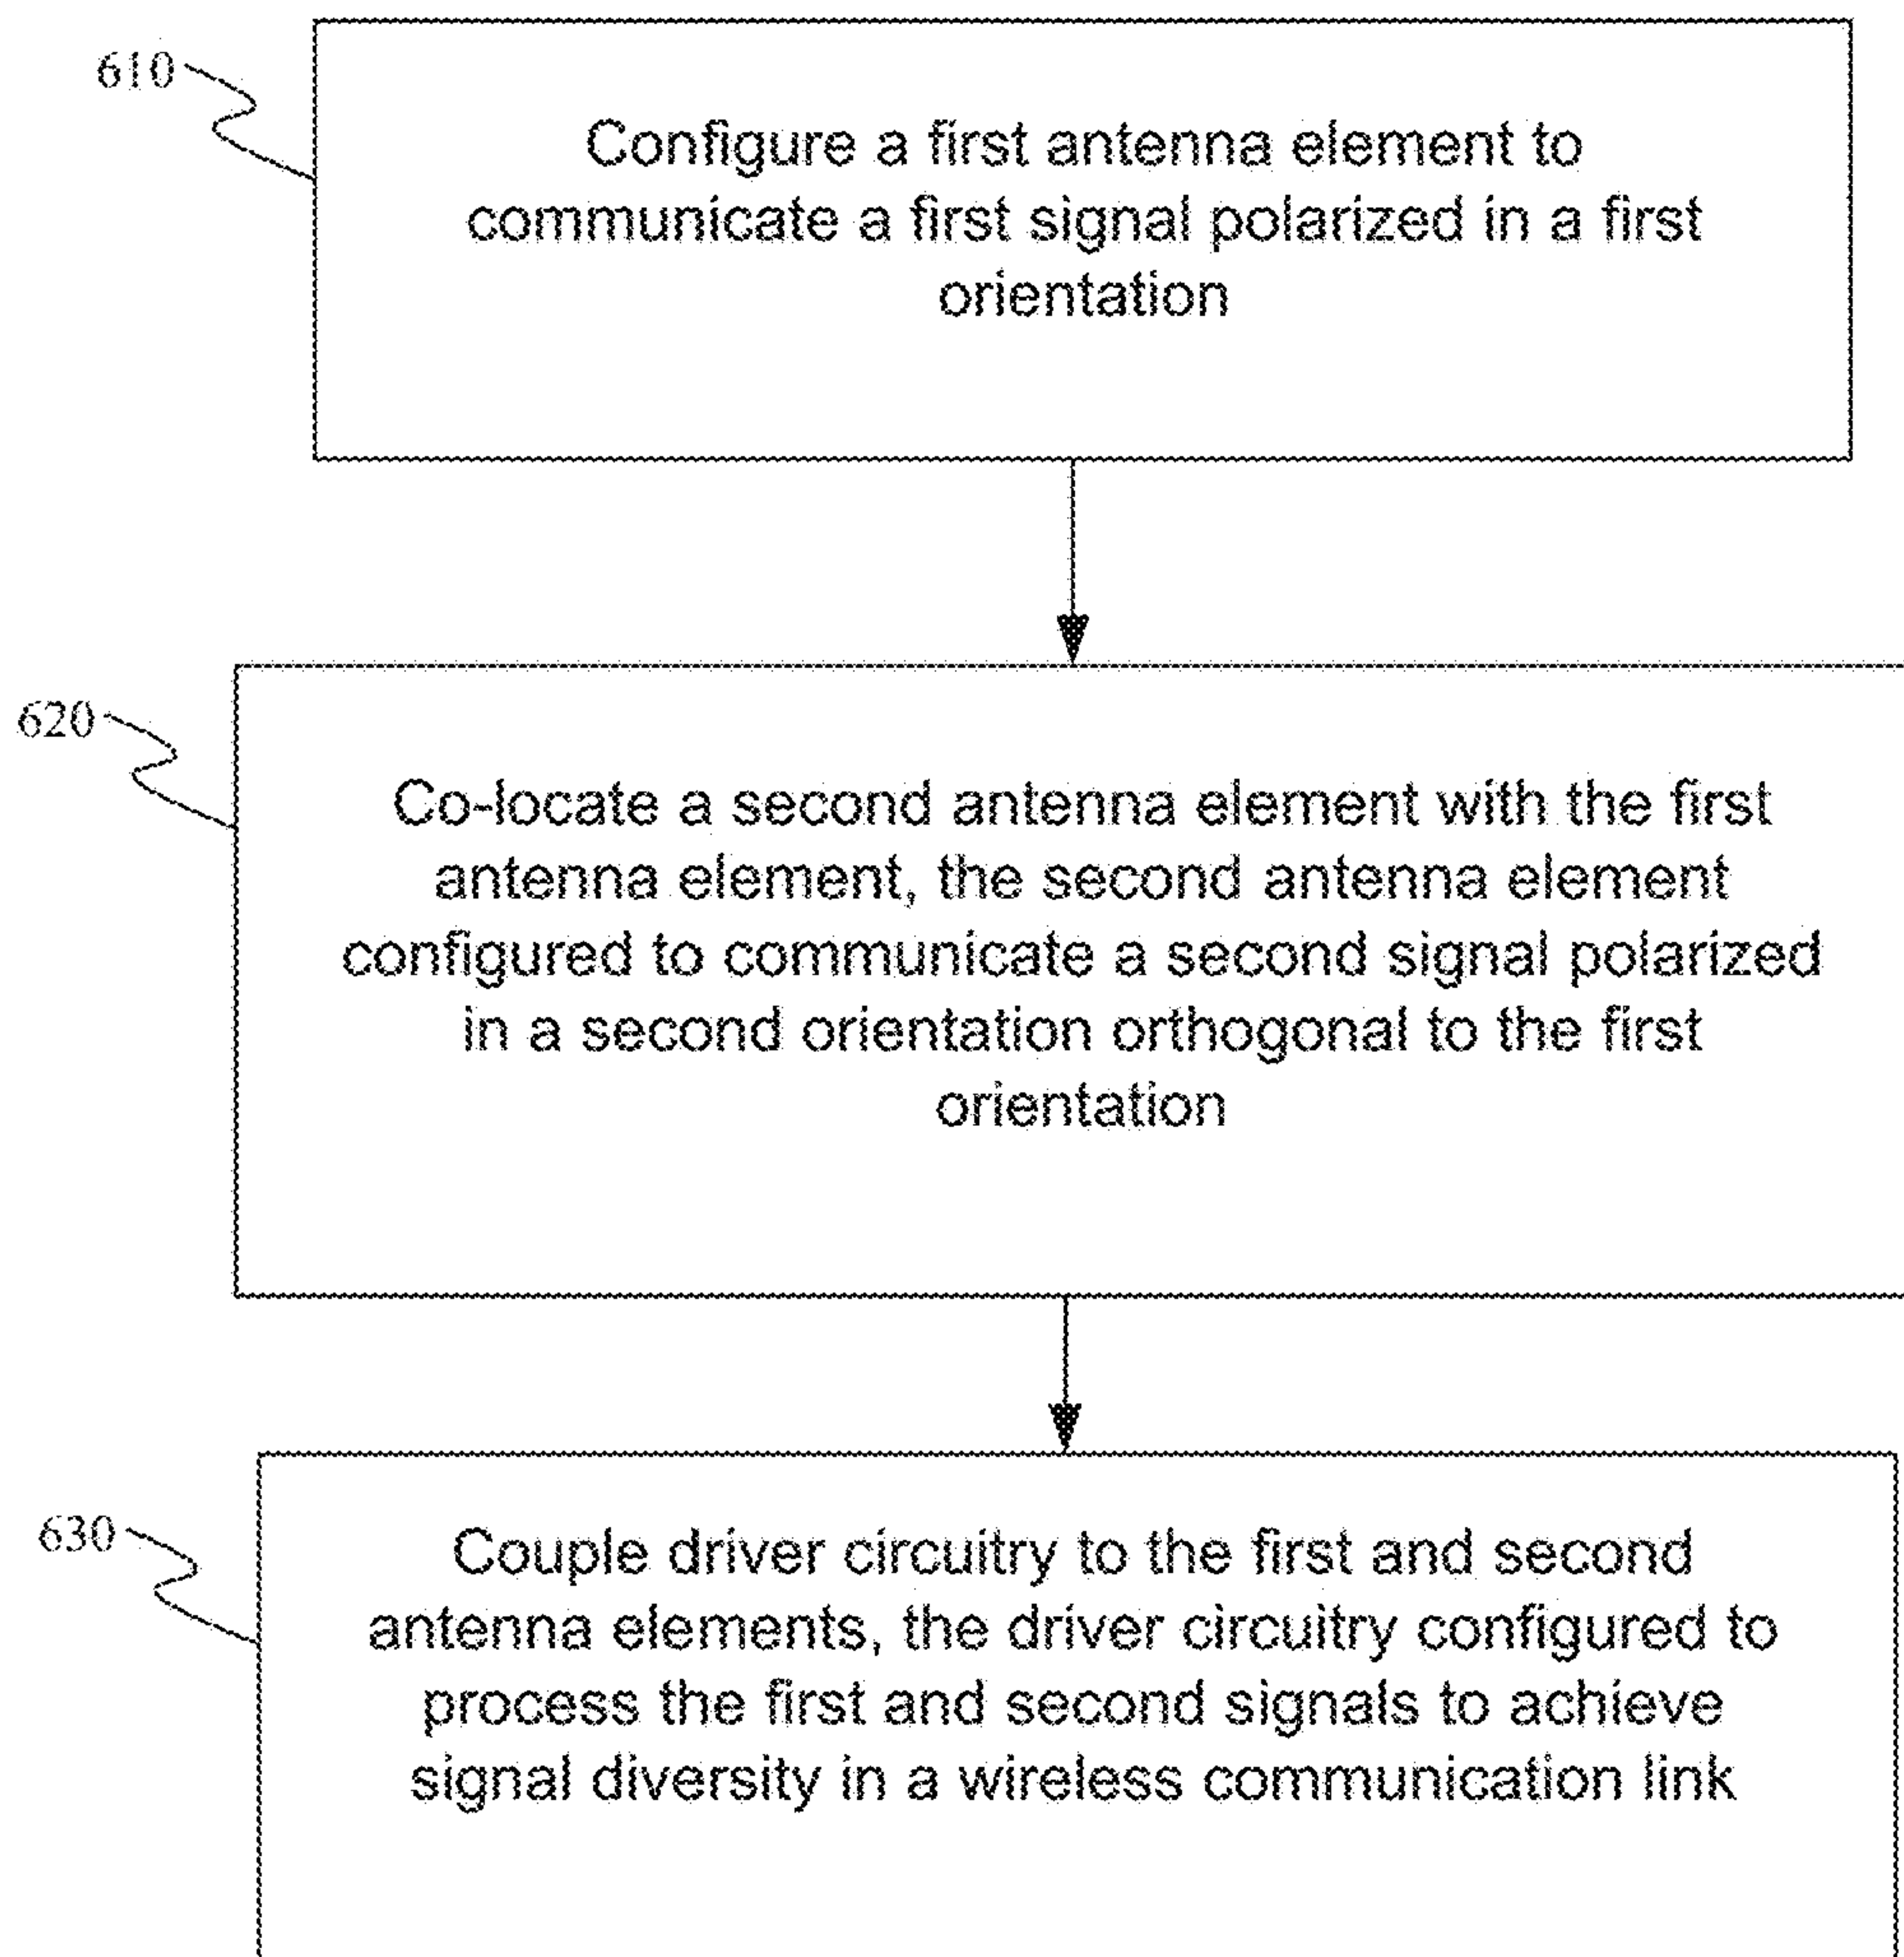 610
Configure a first antenna element to
communicate a first signal polarized in a first
orientation
620
Co-locate a second antenna element with the first
antenna element, the second antenna element
configured to communicate a second signal polarized
in a second orientation orthogonal to the first
orientation
630
Couple driver circuitry to the first and second
antenna elements, the driver circuitry configured to
process the first and second signals to achieve
signal diversity in a wireless communication link